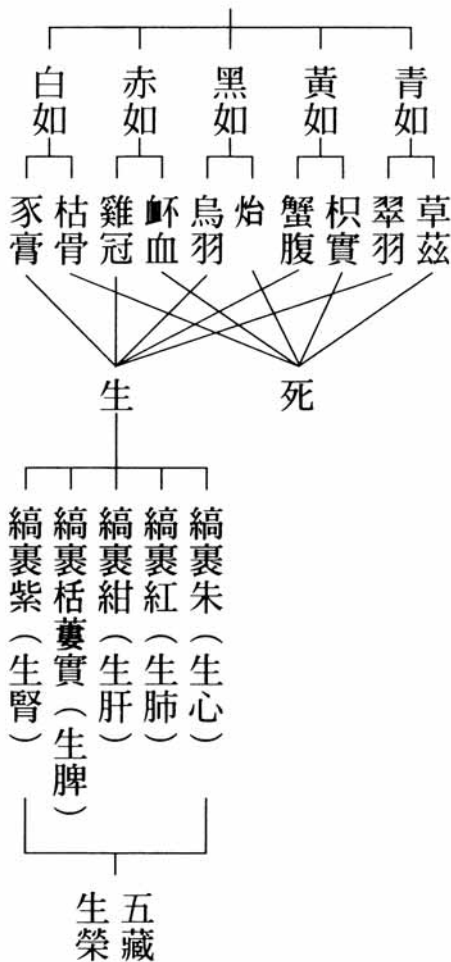 青如
黃如
黑如
赤如
白如
草茲
翠羽
枳實
蟹腹
炲
烏羽
衃血
雞冠
枯骨
豕膏
死
生
縞裹朱（生心）
縞裹紅（生肺）
縞裹紺（生肝）
縞裹栝蔞實（生脾）
縞裹紫（生腎）
五藏
生榮